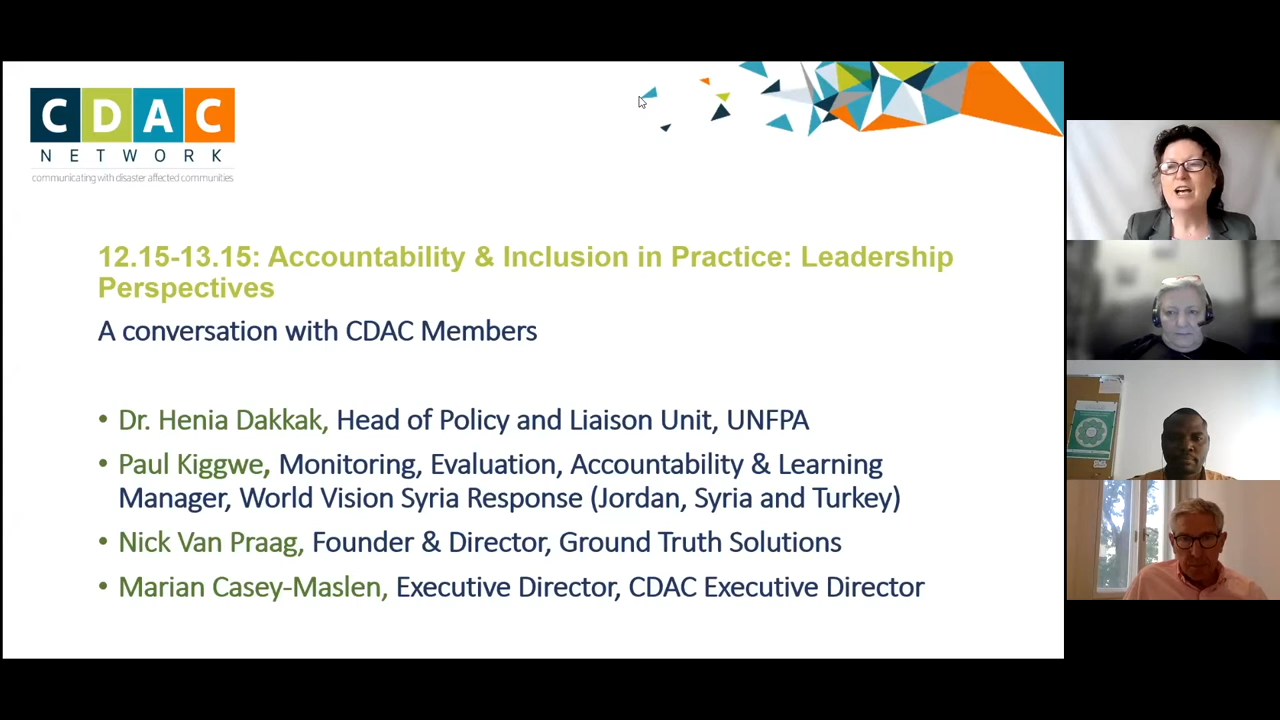 CDAC
NETWORK
communicating with disaster affected communities
12.15-13.15: Accountability & Inclusion in Practice: Leadership
Perspectives
A conversation with CDAC Members
• Dr. Henia Dakkak, Head of Policy and Liaison Unit, UNFPA
• Paul Kiggwe, Monitoring, Evaluation, Accountability & Learning
Manager, World Vision Syria Response (Jordan, Syria and Turkey)
• Nick Van Praag, Founder & Director, Ground Truth Solutions
• Marian Casey-Maslen, Executive Director, CDAC Executive Director